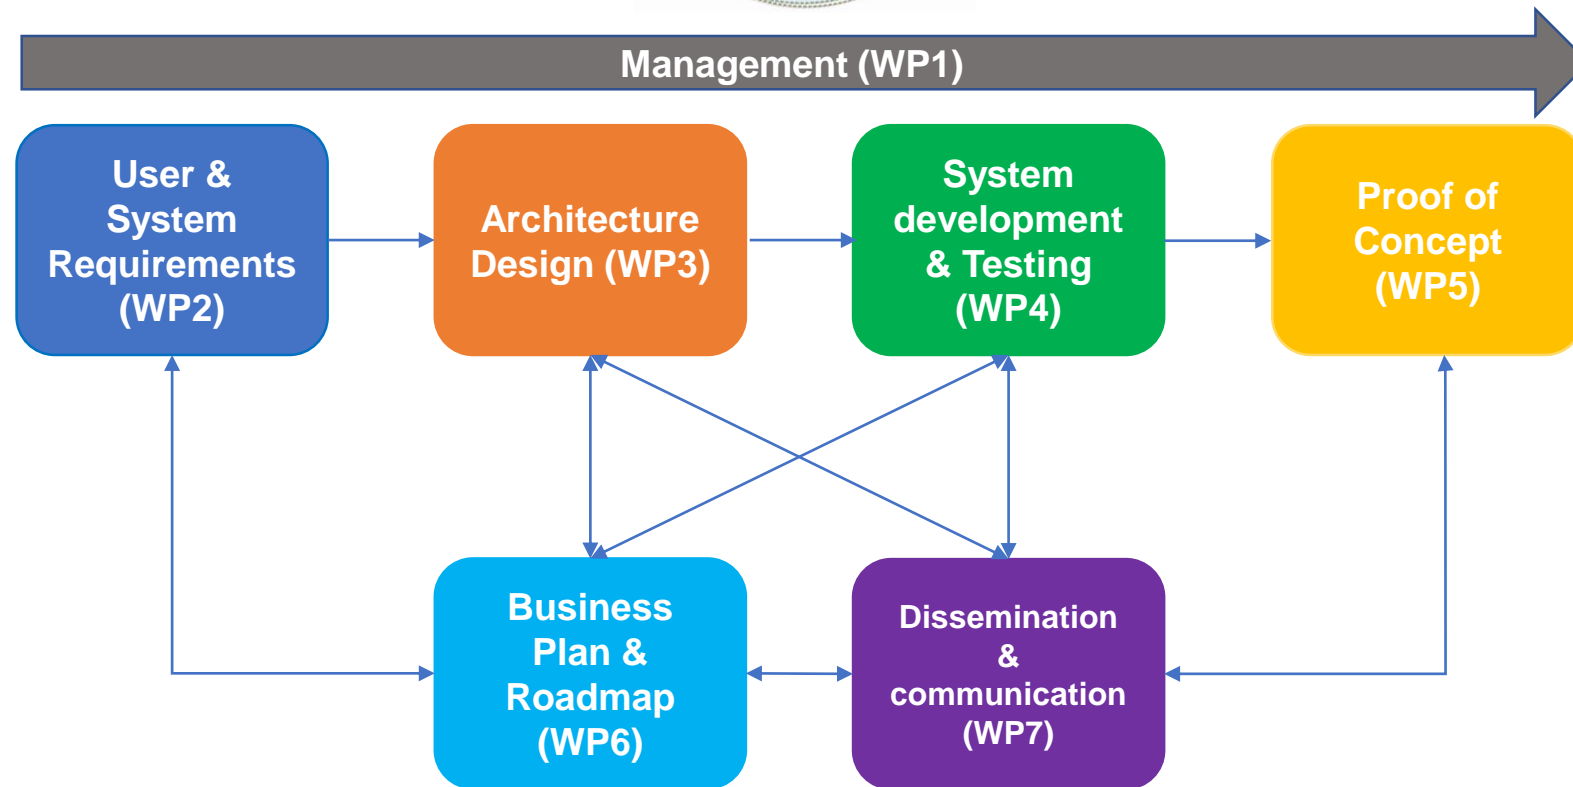 Management (WP1)
User &
System
Requirements
(WP2)
Architecture
Design (WP3)
System
development
& Testing
(WP4)
Proof of
Concept
(WP5)
Business
Plan &
Roadmap
(WP6)
Dissemination
&
communication
(WP7)